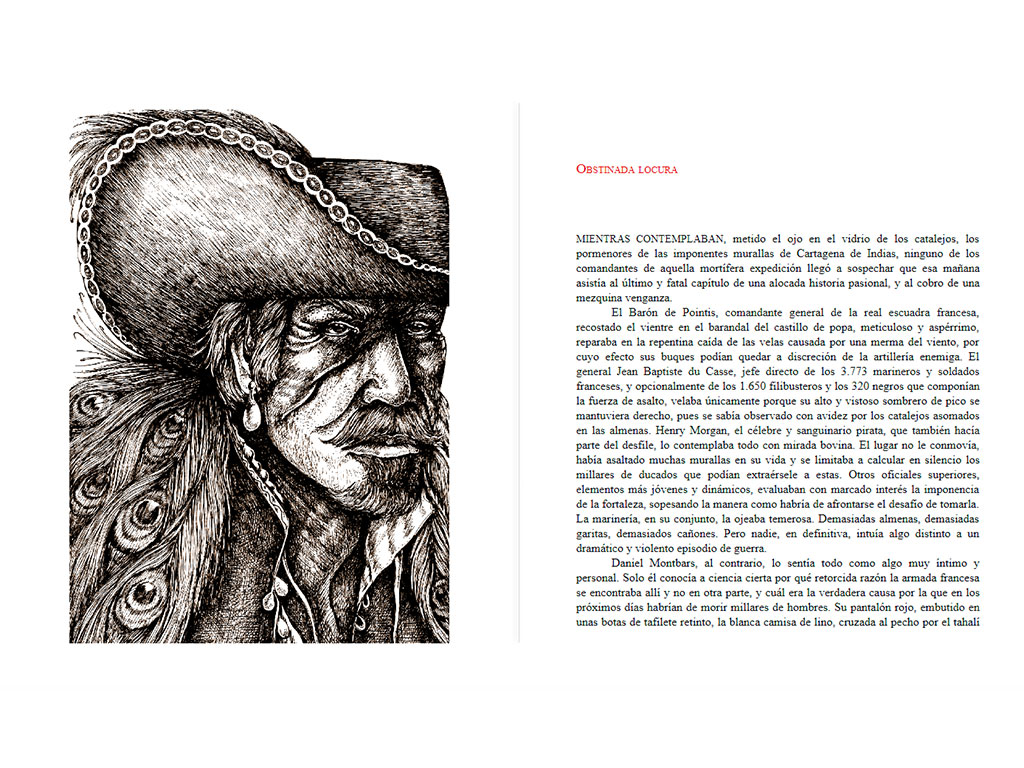 OBSTINADA LOCURA
MIENTRAS CONTEMPLABAN, metido el ojo en el vidrio de los catalejos, los
pormenores de las imponentes murallas de Cartagena de Indias, ninguno de los
comandantes de aquella mortífera expedición llegó a sospechar que esa mañana
asistía al último y fatal capítulo de una alocada historia pasional, y al cobro de una
mezquina venganza.
El Barón de Pointis, comandante general de la real escuadra francesa,
recostado el vientre en el barandal del castillo de popa, meticuloso y aspérrimo,
reparaba en la repentina caída de las velas causada por una merma del viento, por
cuyo efecto sus buques podían quedar a discreción de la artillería enemiga. El
general Jean Baptiste du Casse, jefe directo de los 3.773 marineros y soldados
franceses, y opcionalmente de los 1.650 filibusteros y los 320 negros que componían
la fuerza de asalto, velaba únicamente porque su alto y vistoso sombrero de pico se
mantuviera derecho, pues se sabía observado con avidez por los catalejos asomados
en las almenas. Henry Morgan, el célebre y sanguinario pirata, que también hacía
parte del desfile, lo contemplaba todo con mirada bovina. El lugar no le conmovía,
había asaltado muchas murallas en su vida y se limitaba a calcular en silencio los
millares de ducados que podían extraérsele a estas. Otros oficiales superiores,
elementos más jóvenes y dinámicos, evaluaban con marcado interés la imponencia
de la fortaleza, sopesando la manera como habría de afrontarse el desafío de tomarla.
La marinería, en su conjunto, la ojeaba temerosa. Demasiadas almenas, demasiadas
garitas, demasiados cañones. Pero nadie, en definitiva, intuía algo distinto a un
dramático y violento episodio de guerra.
Daniel Montbars, al contrario, lo sentía todo como algo muy íntimo y
personal. Solo él conocía a ciencia cierta por qué retorcida razón la armada francesa
se encontraba allí y no en otra parte, y cuál era la verdadera causa por la que en los
próximos días habrían de morir millares de hombres. Su pantalón rojo, embutido en
unas botas de tafilete retinto, la blanca camisa de lino, cruzada al pecho por el tahalí